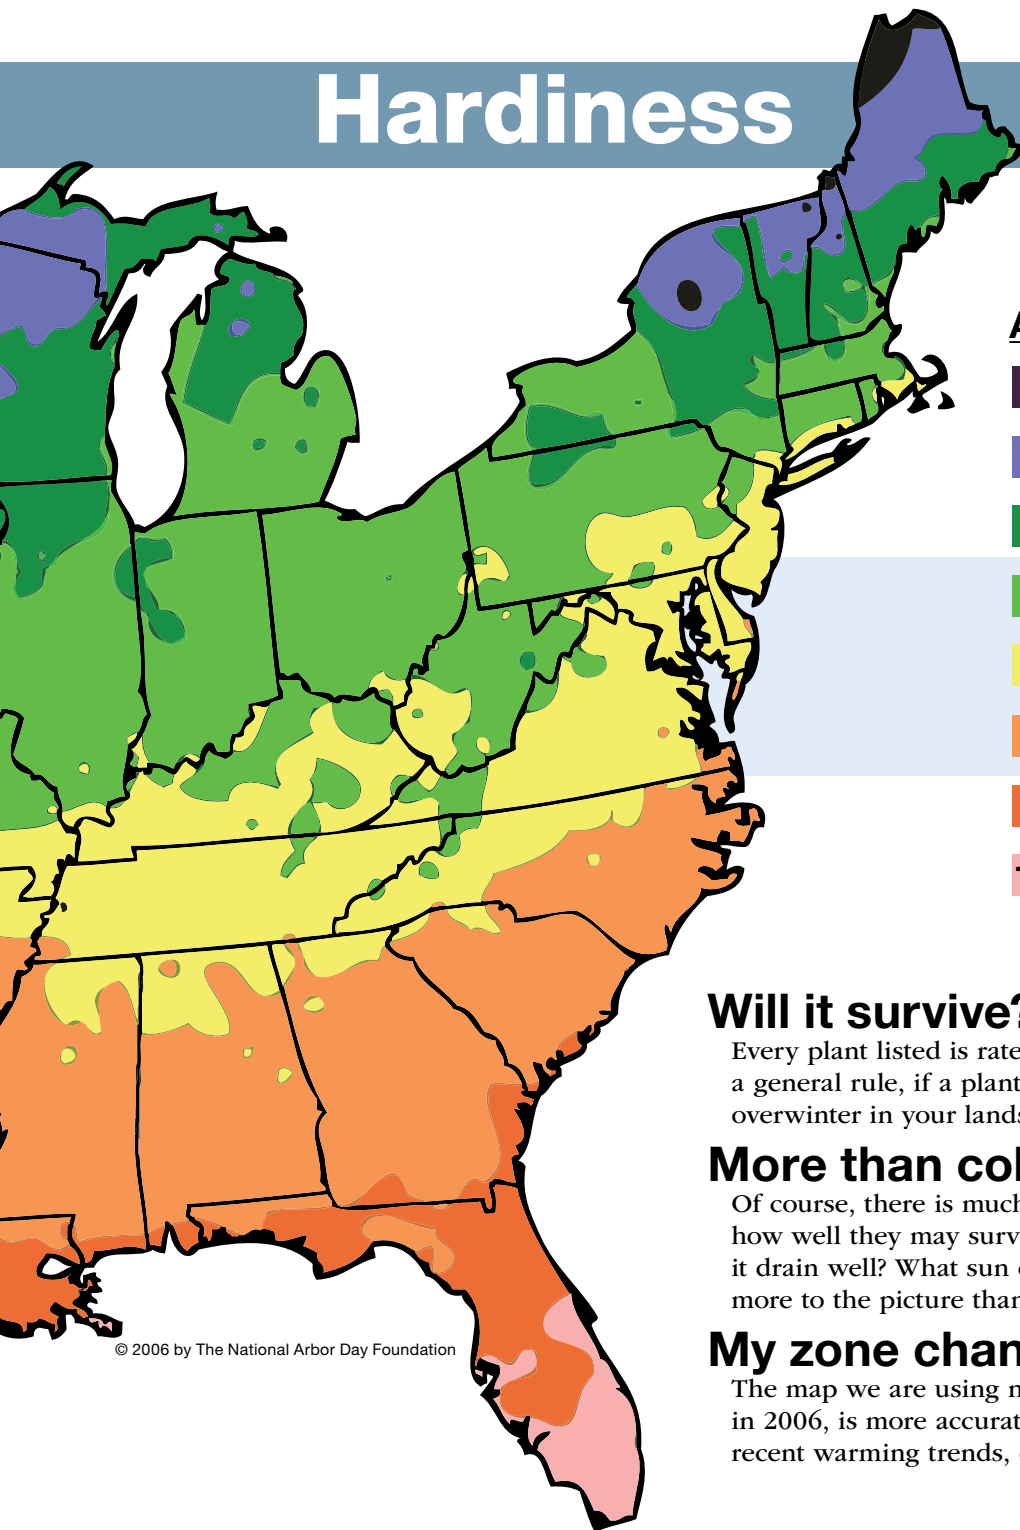 Hardiness
© 2006 by The National Arbor Day Foundation
Will it survive?
Every plant listed is rate
a general rule, if a plant
overwinter in your lands
More than col
Of course, there is much
how well they may surv
it drain well? What sun
more to the picture than
My zone chan
The map we are using n
in 2006, is more accurat
recent warming trends,